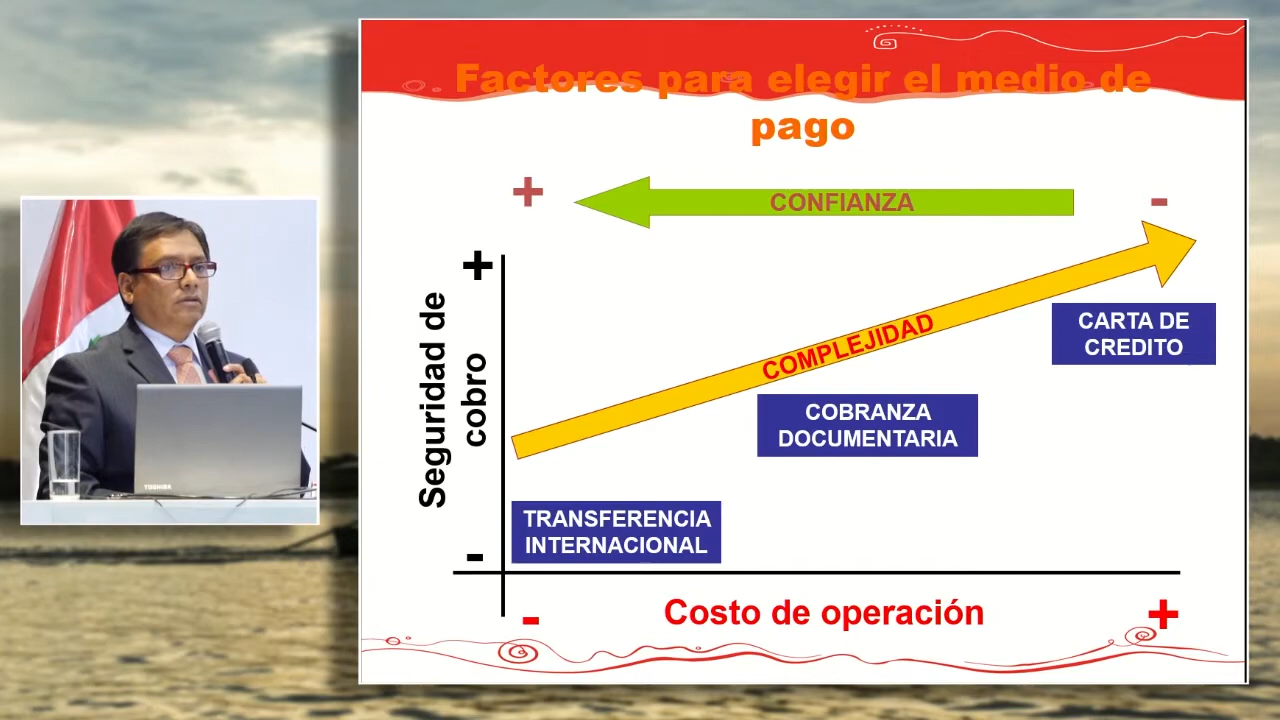 Factores para elegir el medio de
pago
+
CONFIANZA
-
+
Seguridad de
cobro
-
COMPLEJIDAD
CARTA DE
CREDITO
COBRANZA
DOCUMENTARIA
TRANSFERENCIA
INTERNACIONAL
-
Costo de operación
+
TOSHIBA